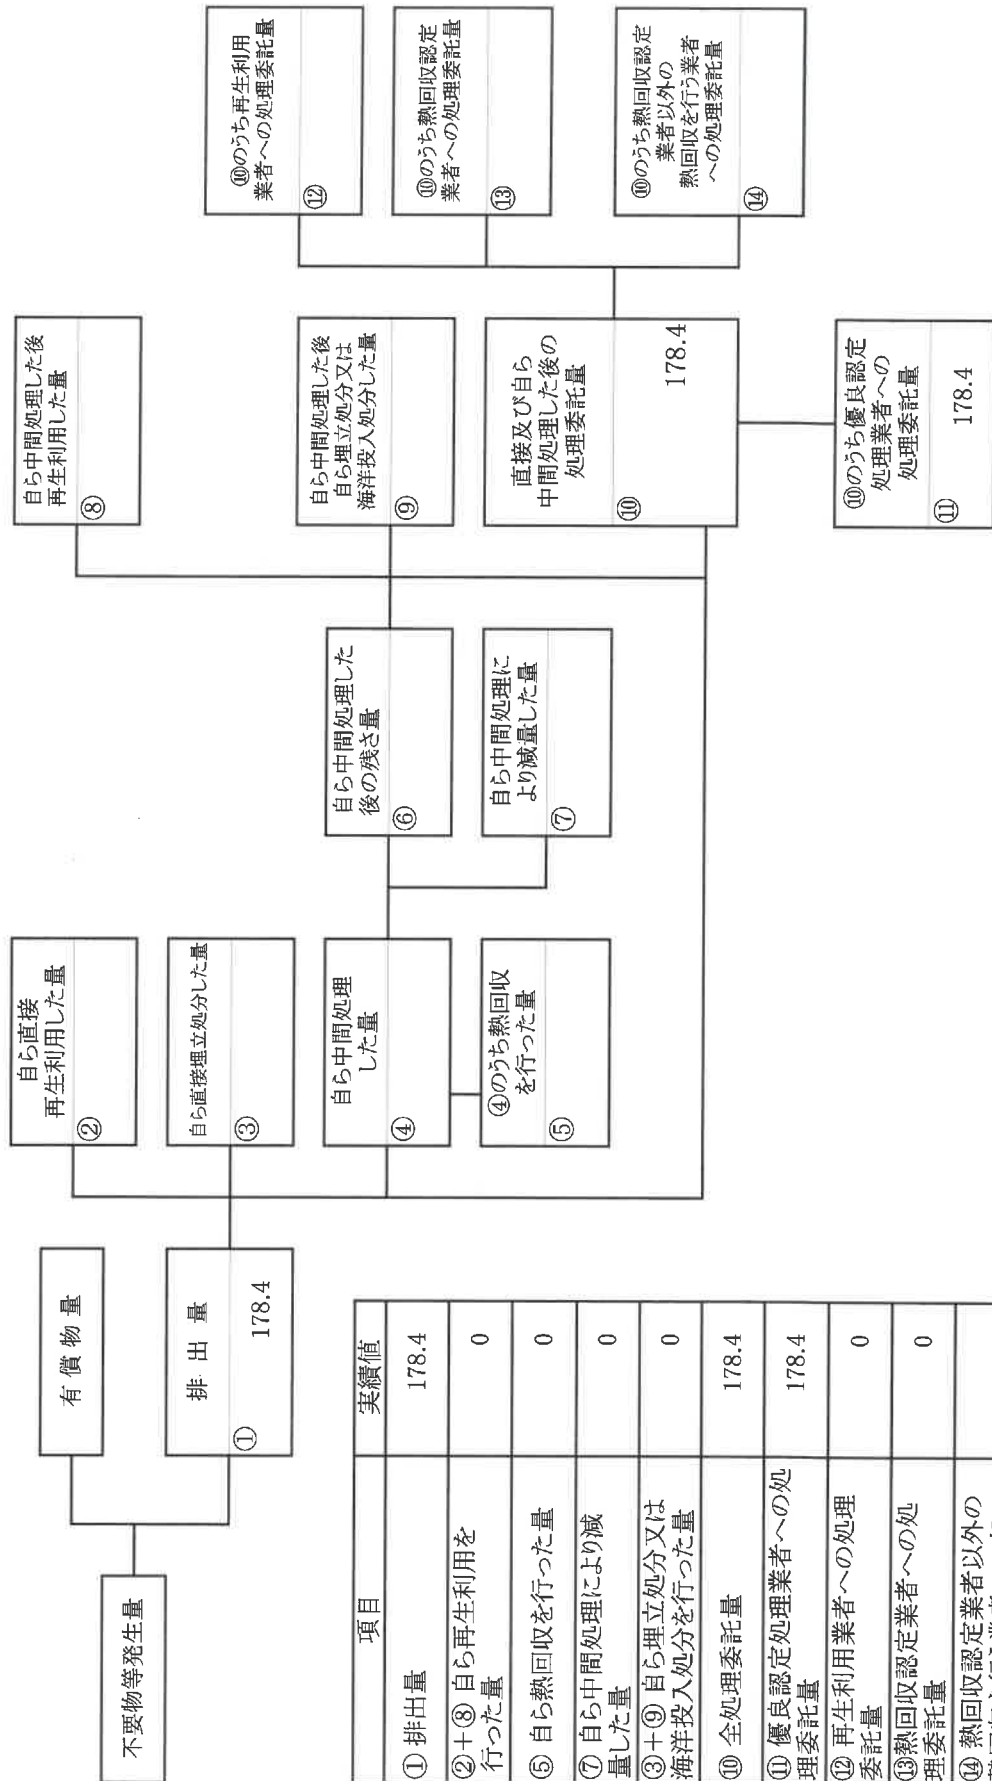 不要物等発生量
有 償 物 量
排 出 量
①
178.4
自ら直接
再生利用した量
②
自ら直接埋立処分した量
③
自ら中間処理
した量
④
④のうち熱回収
を行った量
⑤
自ら中間処理した
後の残さ量
⑥
自ら中間処理に
より減量した量
⑦
自ら中間処理した後
再生利用した量
⑧
自ら中間処理した後
自ら埋立処分又は
海洋投入処分した量
⑨
直接及び自ら
中間処理した後の
処理委託量
⑩
178.4
⑩のうち優良認定
処理業者への
処理委託量
⑪
178.4
⑩のうち再生利用
業者への処理委託量
⑫
⑩のうち熱回収認定
業者への処理委託量
⑬
⑩のうち熱回収認定
業者以外の
熱回収を行う業者
への処理委託量
⑭
項目 実績値
① 排出量 178.4
②+⑧ 自ら再生利用を
行った量 0
⑤ 自ら熱回収を行った量 0
⑦ 自ら中間処理により減
量した量 0
③+⑨ 自ら埋立処分又は
海洋投入処分を行った量 0
⑩ 全処理委託量 178.4
⑪ 優良認定処理業者への処
理委託量 178.4
⑫ 再生利用業者への処理
委託量 0
⑬熱回収認定業者への処
理委託量 0
⑭ 熱回収認定業者以外の